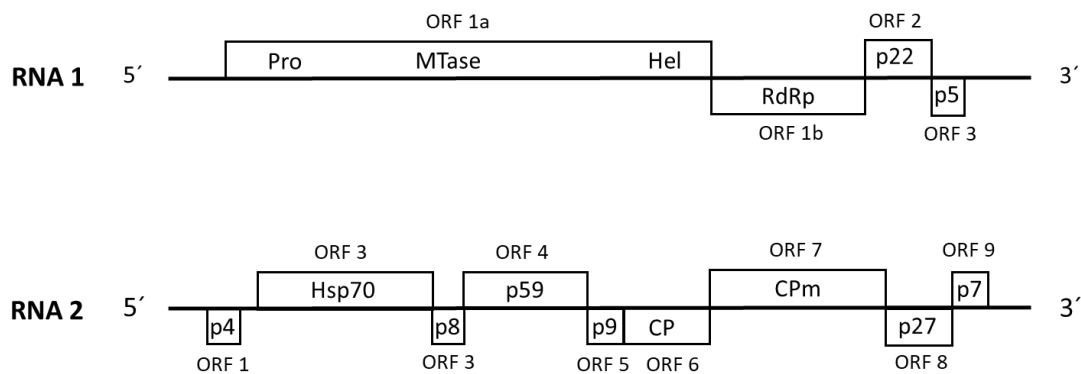 ORF 1a ORF 2
RNA 1 5´ Pro MTase Hel p22 3´
RdRp p5
ORF 1b ORF 3
ORF 3 ORF 4 ORF 7 ORF 9
Hsp70 p59 CPm p7
RNA 2 5´ 3´
p4 p8 p9 CP p27
ORF 1 ORF 3 ORF 5 ORF 6 ORF 8